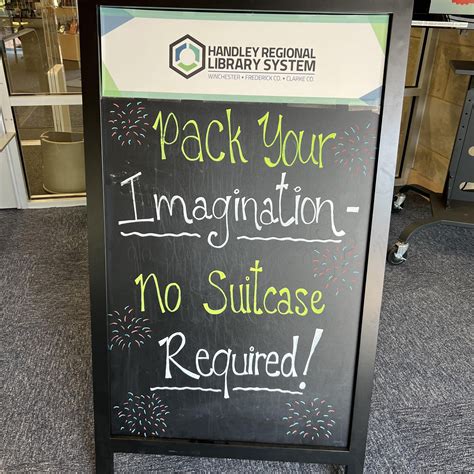 HANDLEY REGIONAL
LIBRARY SYSTEM
WINCHESTER • FREDERICK CO. • CLARKE CO.
Pack Your
Imagination -
No Suitcase
Required!